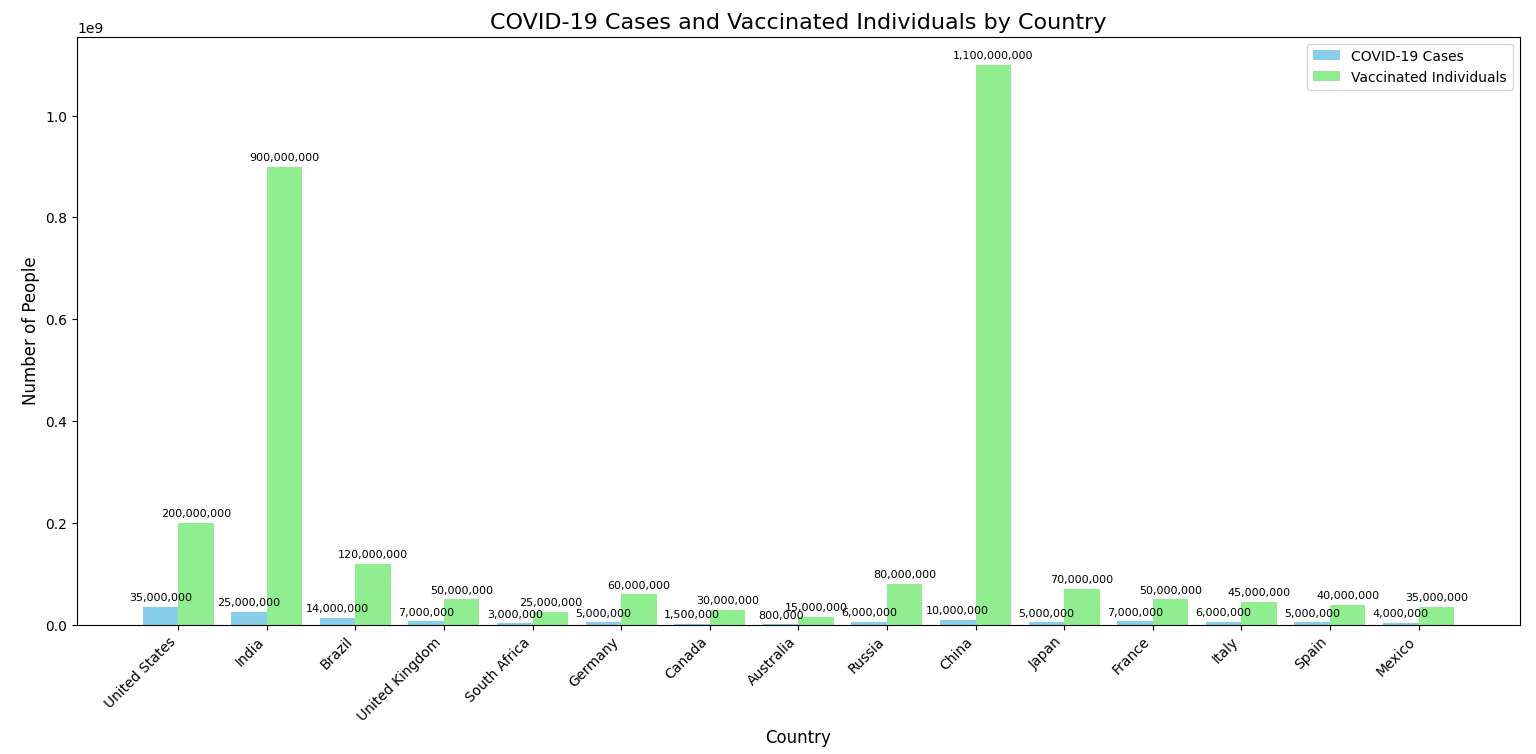 COVID-19 Cases and Vaccinated Individuals by Country
1e9
COVID-19 Cases
Vaccinated Individuals
Number of People
1.0
0.8
0.6
0.4
0.2
0.0
35,000,000
200,000,000
25,000,000
900,000,000
14,000,000
120,000,000
7,000,000
50,000,000
3,000,000
25,000,000
5,000,000
60,000,000
1,500,000
30,000,000
800,000
15,000,000
6,000,000
80,000,000
10,000,000
1,100,000,000
5,000,000
70,000,000
7,000,000
50,000,000
6,000,000
45,000,000
5,000,000
40,000,000
4,000,000
35,000,000
United States
India
Brazil
United Kingdom
South Africa
Germany
Canada
Australia
Russia
China
Japan
France
Italy
Spain
Mexico
Country